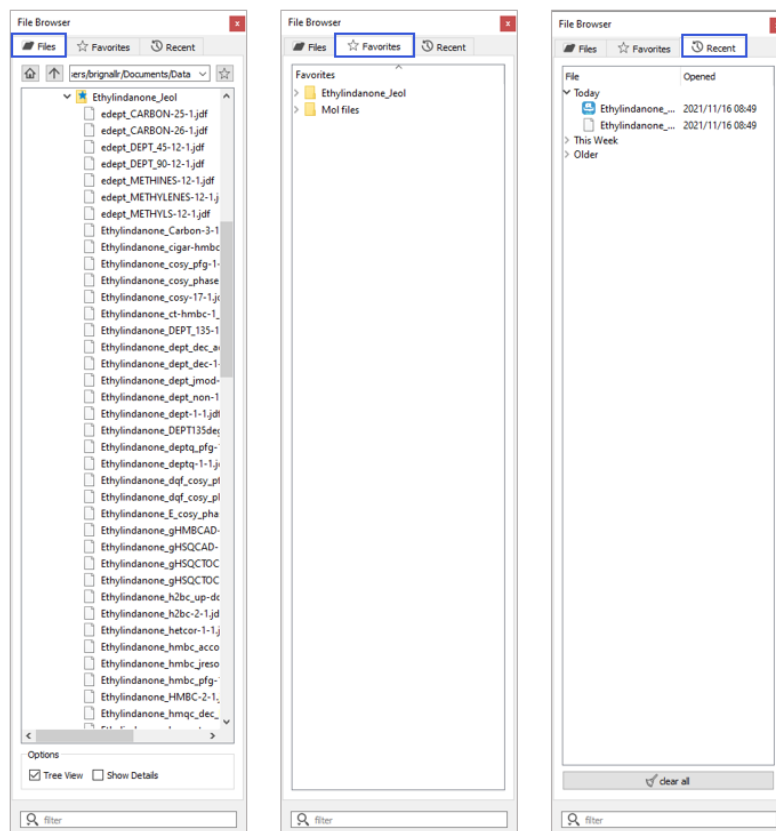 File Browser
x
Files
Favorites
Recent
ers/brignallr/Documents/Data
Ethylindanone_Jeol
edept_CARBON-25-1.jdf
edept_CARBON-26-1.jdf
edept_DEPT_45-12-1.jdf
edept_DEPT_90-12-1.jdf
edept_METHINES-12-1.jdf
edept_METHYLENES-12-1.j
edept_METHYLS-12-1.jdf
Ethylindanone_Carbon-3-1
Ethylindanone_cigar-hmbc
Ethylindanone_cosy_pfg-1-
Ethylindanone_cosy_phase
Ethylindanone_cosy-17-1.jc
Ethylindanone_ct-hmbc-1_
Ethylindanone_DEPT_135-1
Ethylindanone_dept_dec_a
Ethylindanone_dept_dec-1-
Ethylindanone_dept_jmod-
Ethylindanone_dept_non-1
Ethylindanone_dept-1-1.jdf
Ethylindanone_DEPT135deg
Ethylindanone_deptq_pfg-
Ethylindanone_deptq-1-1.j
Ethylindanone_dqf_cosy_pf
Ethylindanone_dqf_cosy_pl
Ethylindanone_E_cosy_pha
Ethylindanone_gHMBCAD-
Ethylindanone_gHSQCAD-
Ethylindanone_gHSQCTOC
Ethylindanone_gHSQCTOC
Ethylindanone_h2bc_up-dc
Ethylindanone_h2bc-2-1.jd
Ethylindanone_hetcor-1-1.j
Ethylindanone_hmbc_acco
Ethylindanone_hmbc_jreso
Ethylindanone_hmbc_pfg-
Ethylindanone_HMBC-2-1.
Ethylindanone_hmqc_dec_
Options
Tree View
Show Details
filter
File Browser
x
Files
Favorites
Recent
Favorites
Ethylindanone_Jeol
Mol files
filter
File Browser
Files
Favorites
Recent
File Opened
Today
Ethylindanone_... 2021/11/16 08:49
Ethylindanone_... 2021/11/16 08:49
This Week
Older
clear all
filter